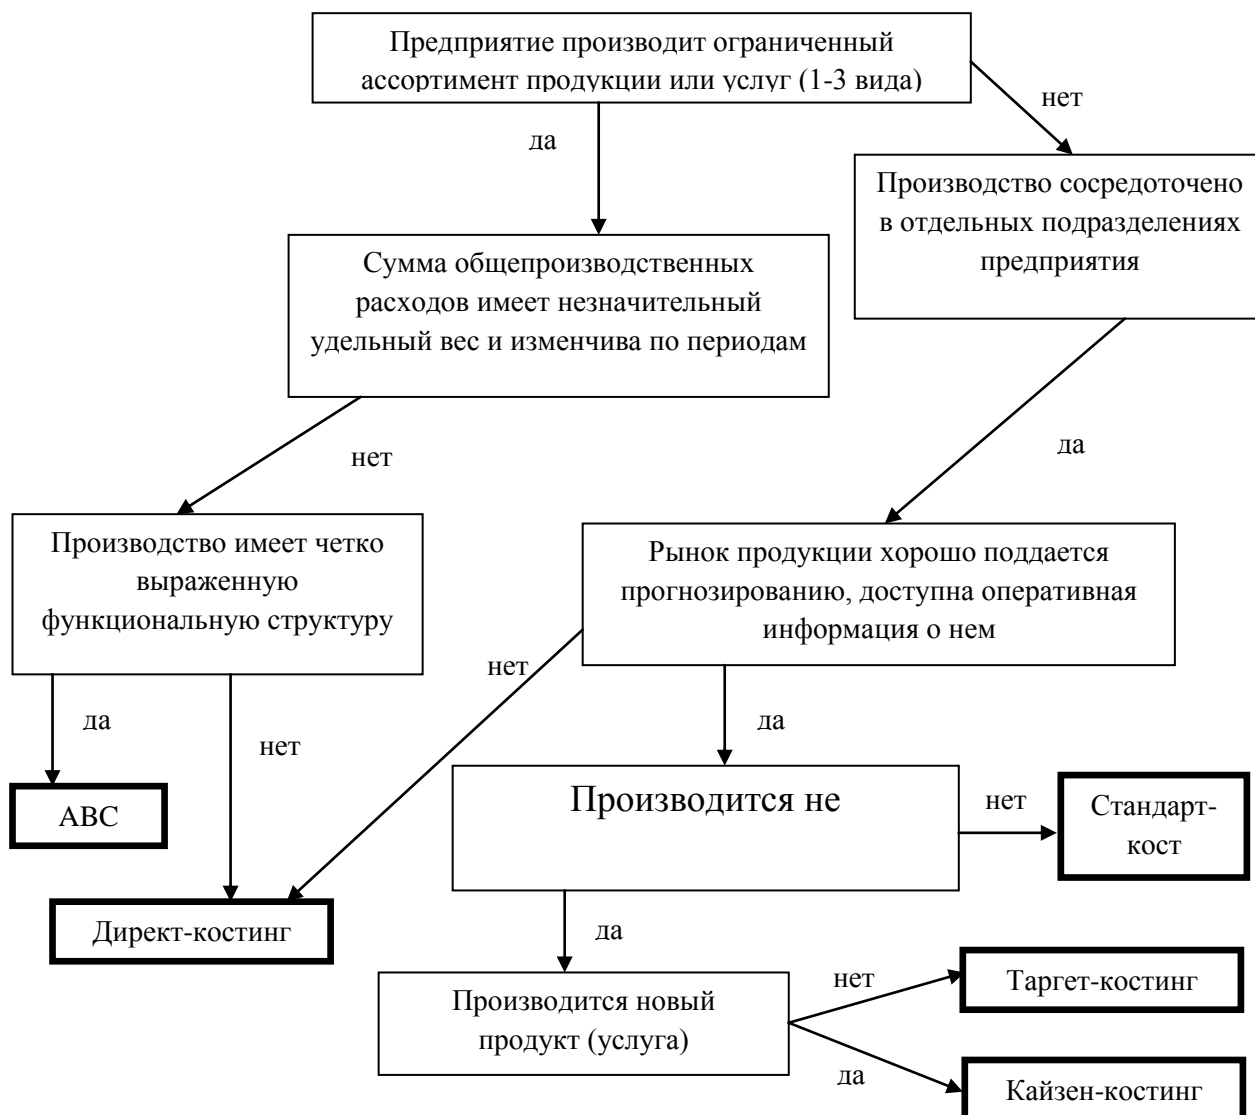 Предприятие производит ограниченный
ассортимент продукции или услуг (1-3 вида)
нет
да
Производство сосредоточено
в отдельных подразделениях
предприятия
Сумма общепроизводственных
расходов имеет незначительный
удельный вес и изменчива по периодам
да
нет
Производство имеет четко
выраженную
функциональную структуру
Рынок продукции хорошо поддается
прогнозированию, доступна оперативная
информация о нем
нет
да
да
нет
Производится не
нет
Стандарт-
кост
АВС
Директ-костинг
да
Производится новый
продукт (услуга)
нет
Таргет-костинг
да
Кайзен-костинг